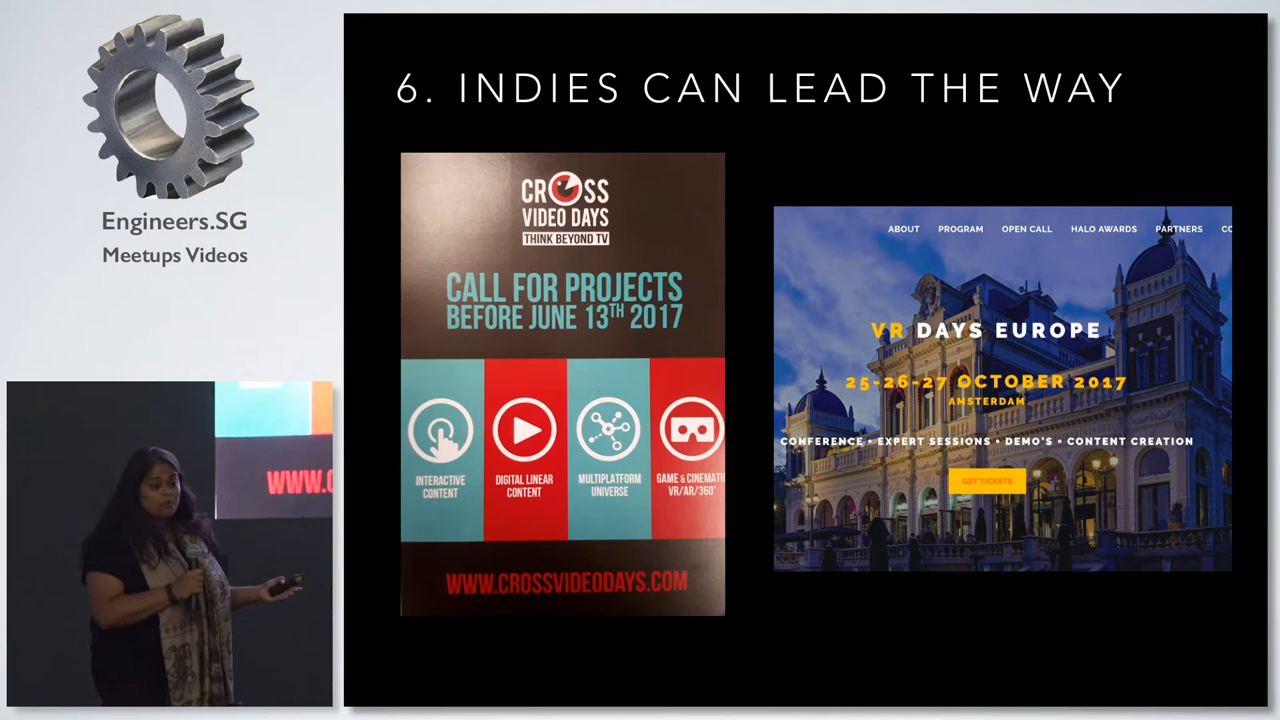 Engineers.SG
Meetups Videos
6. INDIES CAN LEAD THE WAY
CROSS
VIDEO DAYS
THINK BEYOND TV
CALL FOR PROJECTS
BEFORE JUNE 13TH 2017
INTERACTIVE
CONTENT
DIGITAL LINEAR
CONTENT
MULTIPLATFORM
UNIVERSE
GAME & CINEMATI
VR/AR/360°
WWW.CROSSVIDEODAYS.COM
ABOUT PROGRAM OPEN CALL HALO AWARDS PARTNERS CO
VR DAYS EUROPE
25-26-27 OCTOBER 2017
AMSTERDAM
CONFERENCE • EXPERT SESSIONS • DEMO'S • CONTENT CREATION
GET TICKETS
WWW.C